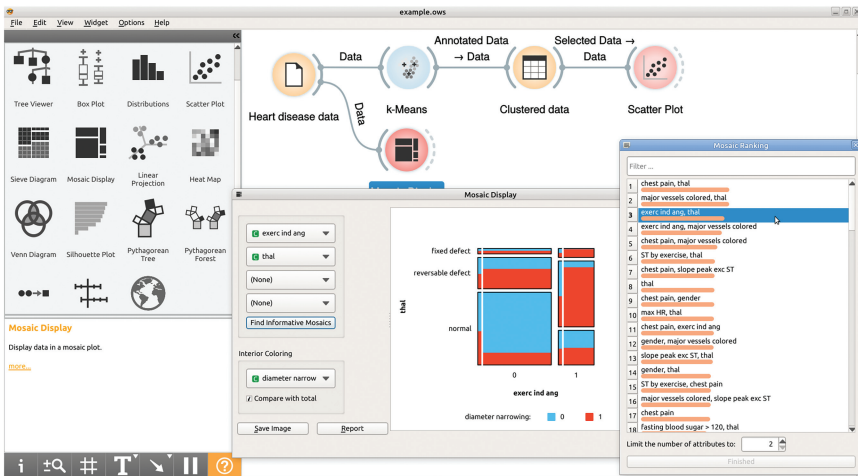 example.ows
File Edit View Widget Options Help
Tree Viewer Box Plot Distributions Scatter Plot
Sieve Diagram Mosaic Display Linear Projection Heat Map
Venn Diagram Silhouette Plot Pythagorean Tree Pythagorean Forest
Mosaic Display
Display data in a mosaic plot.
more...
Heart disease data
Data
Data
k-Means
Annotated Data
→ Data
Clustered data
Selected Data →
Data
Scatter Plot
Mosaic Display
exerc ind ang
thal
(None)
(None)
Find Informative Mosaics
Interior Coloring
diameter narrow
Compare with total
Save Image Report
thal
fixed defect
reversable defect
normal
0 1
exerc ind ang
diameter narrowing: 0 1
Mosaic Ranking
Filter ...
1 chest pain, thal
2 major vessels colored, thal
3 exerc ind ang, thal
4 exerc ind ang, major vessels colored
5 chest pain, major vessels colored
6 ST by exercise, thal
7 chest pain, slope peak exc ST
8 thal
9 chest pain, gender
10 max HR, thal
11 chest pain, exerc ind ang
12 gender, major vessels colored
13 slope peak exc ST, thal
14 gender, thal
15 ST by exercise, chest pain
16 major vessels colored, slope peak exc ST
17 chest pain
18 fasting blood sugar > 120, thal
Limit the number of attributes to: 2
Finished